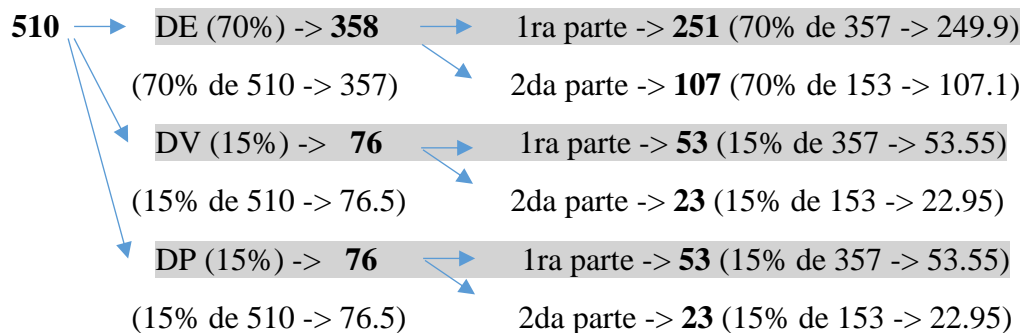 510 DE (70%) -> 358 1ra parte -> 251 (70% de 357 -> 249.9)
(70% de 510 -> 357) 2da parte -> 107 (70% de 153 -> 107.1)
DV (15%) -> 76 1ra parte -> 53 (15% de 357 -> 53.55)
(15% de 510 -> 76.5) 2da parte -> 23 (15% de 153 -> 22.95)
DP (15%) -> 76 1ra parte -> 53 (15% de 357 -> 53.55)
(15% de 510 -> 76.5) 2da parte -> 23 (15% de 153 -> 22.95)